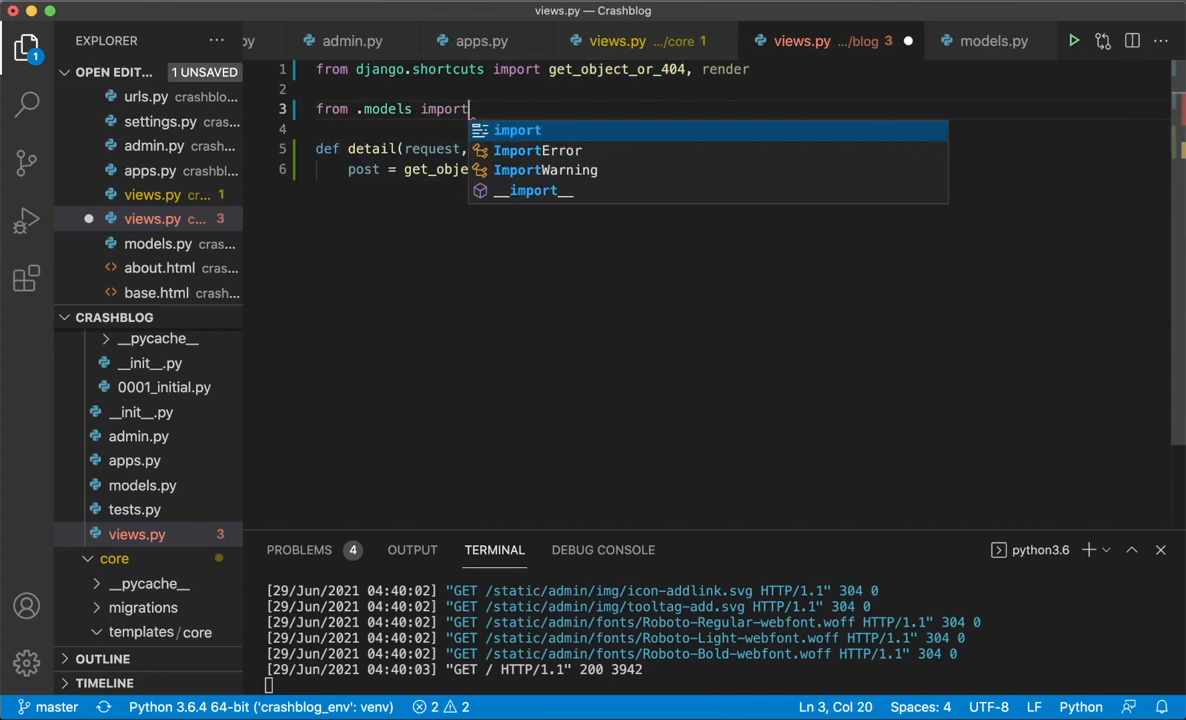 views.py — Crashblog
EXPLORER ···
py admin.py apps.py views.py .../core 1 views.py .../blog 3 models.py ···
OPEN EDIT... 1 UNSAVED
urls.py crashblo...
settings.py cras...
admin.py crash...
apps.py crashbl...
views.py cr... 1
views.py c... 3
models.py cras...
about.html cras...
base.html crash...
CRASHBLOG
__pycache__
__init__.py
0001_initial.py
__init__.py
admin.py
apps.py
models.py
tests.py
views.py 3
core
__pycache__
migrations
templates / core
OUTLINE
TIMELINE
1
1 from django.shortcuts import get_object_or_404, render
2
3 from .models import
4
5 def detail(request,
6 post = get_obje
import
ImportError
ImportWarning
__import__
PROBLEMS 4 OUTPUT TERMINAL DEBUG CONSOLE python3.6
[29/Jun/2021 04:40:02] "GET /static/admin/img/icon-addlink.svg HTTP/1.1" 304 0
[29/Jun/2021 04:40:02] "GET /static/admin/img/tooltag-add.svg HTTP/1.1" 304 0
[29/Jun/2021 04:40:02] "GET /static/admin/fonts/Roboto-Regular-webfont.woff HTTP/1.1" 304 0
[29/Jun/2021 04:40:02] "GET /static/admin/fonts/Roboto-Light-webfont.woff HTTP/1.1" 304 0
[29/Jun/2021 04:40:02] "GET /static/admin/fonts/Roboto-Bold-webfont.woff HTTP/1.1" 304 0
[29/Jun/2021 04:40:03] "GET / HTTP/1.1" 200 3942
master Python 3.6.4 64-bit ('crashblog_env': venv) 2 2 Ln 3, Col 20 Spaces: 4 UTF-8 LF Python